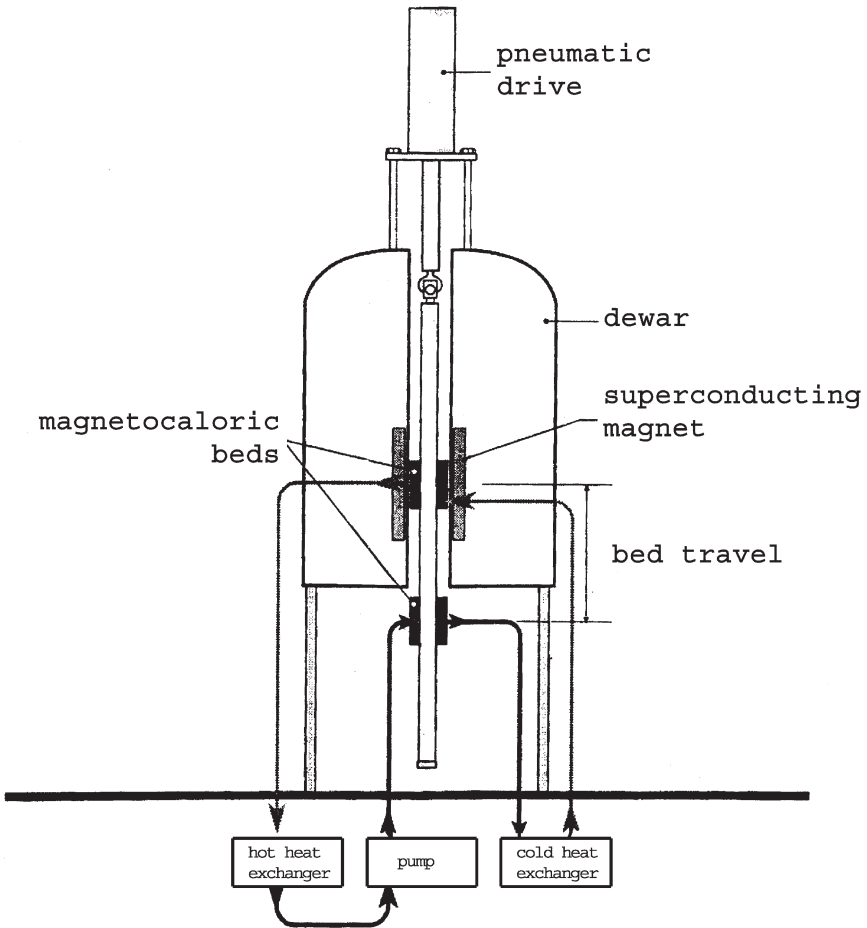 pneumatic
drive
dewar
superconducting
magnet
magnetocaloric
beds
bed travel
hot heat
exchanger
pump
cold heat
exchanger